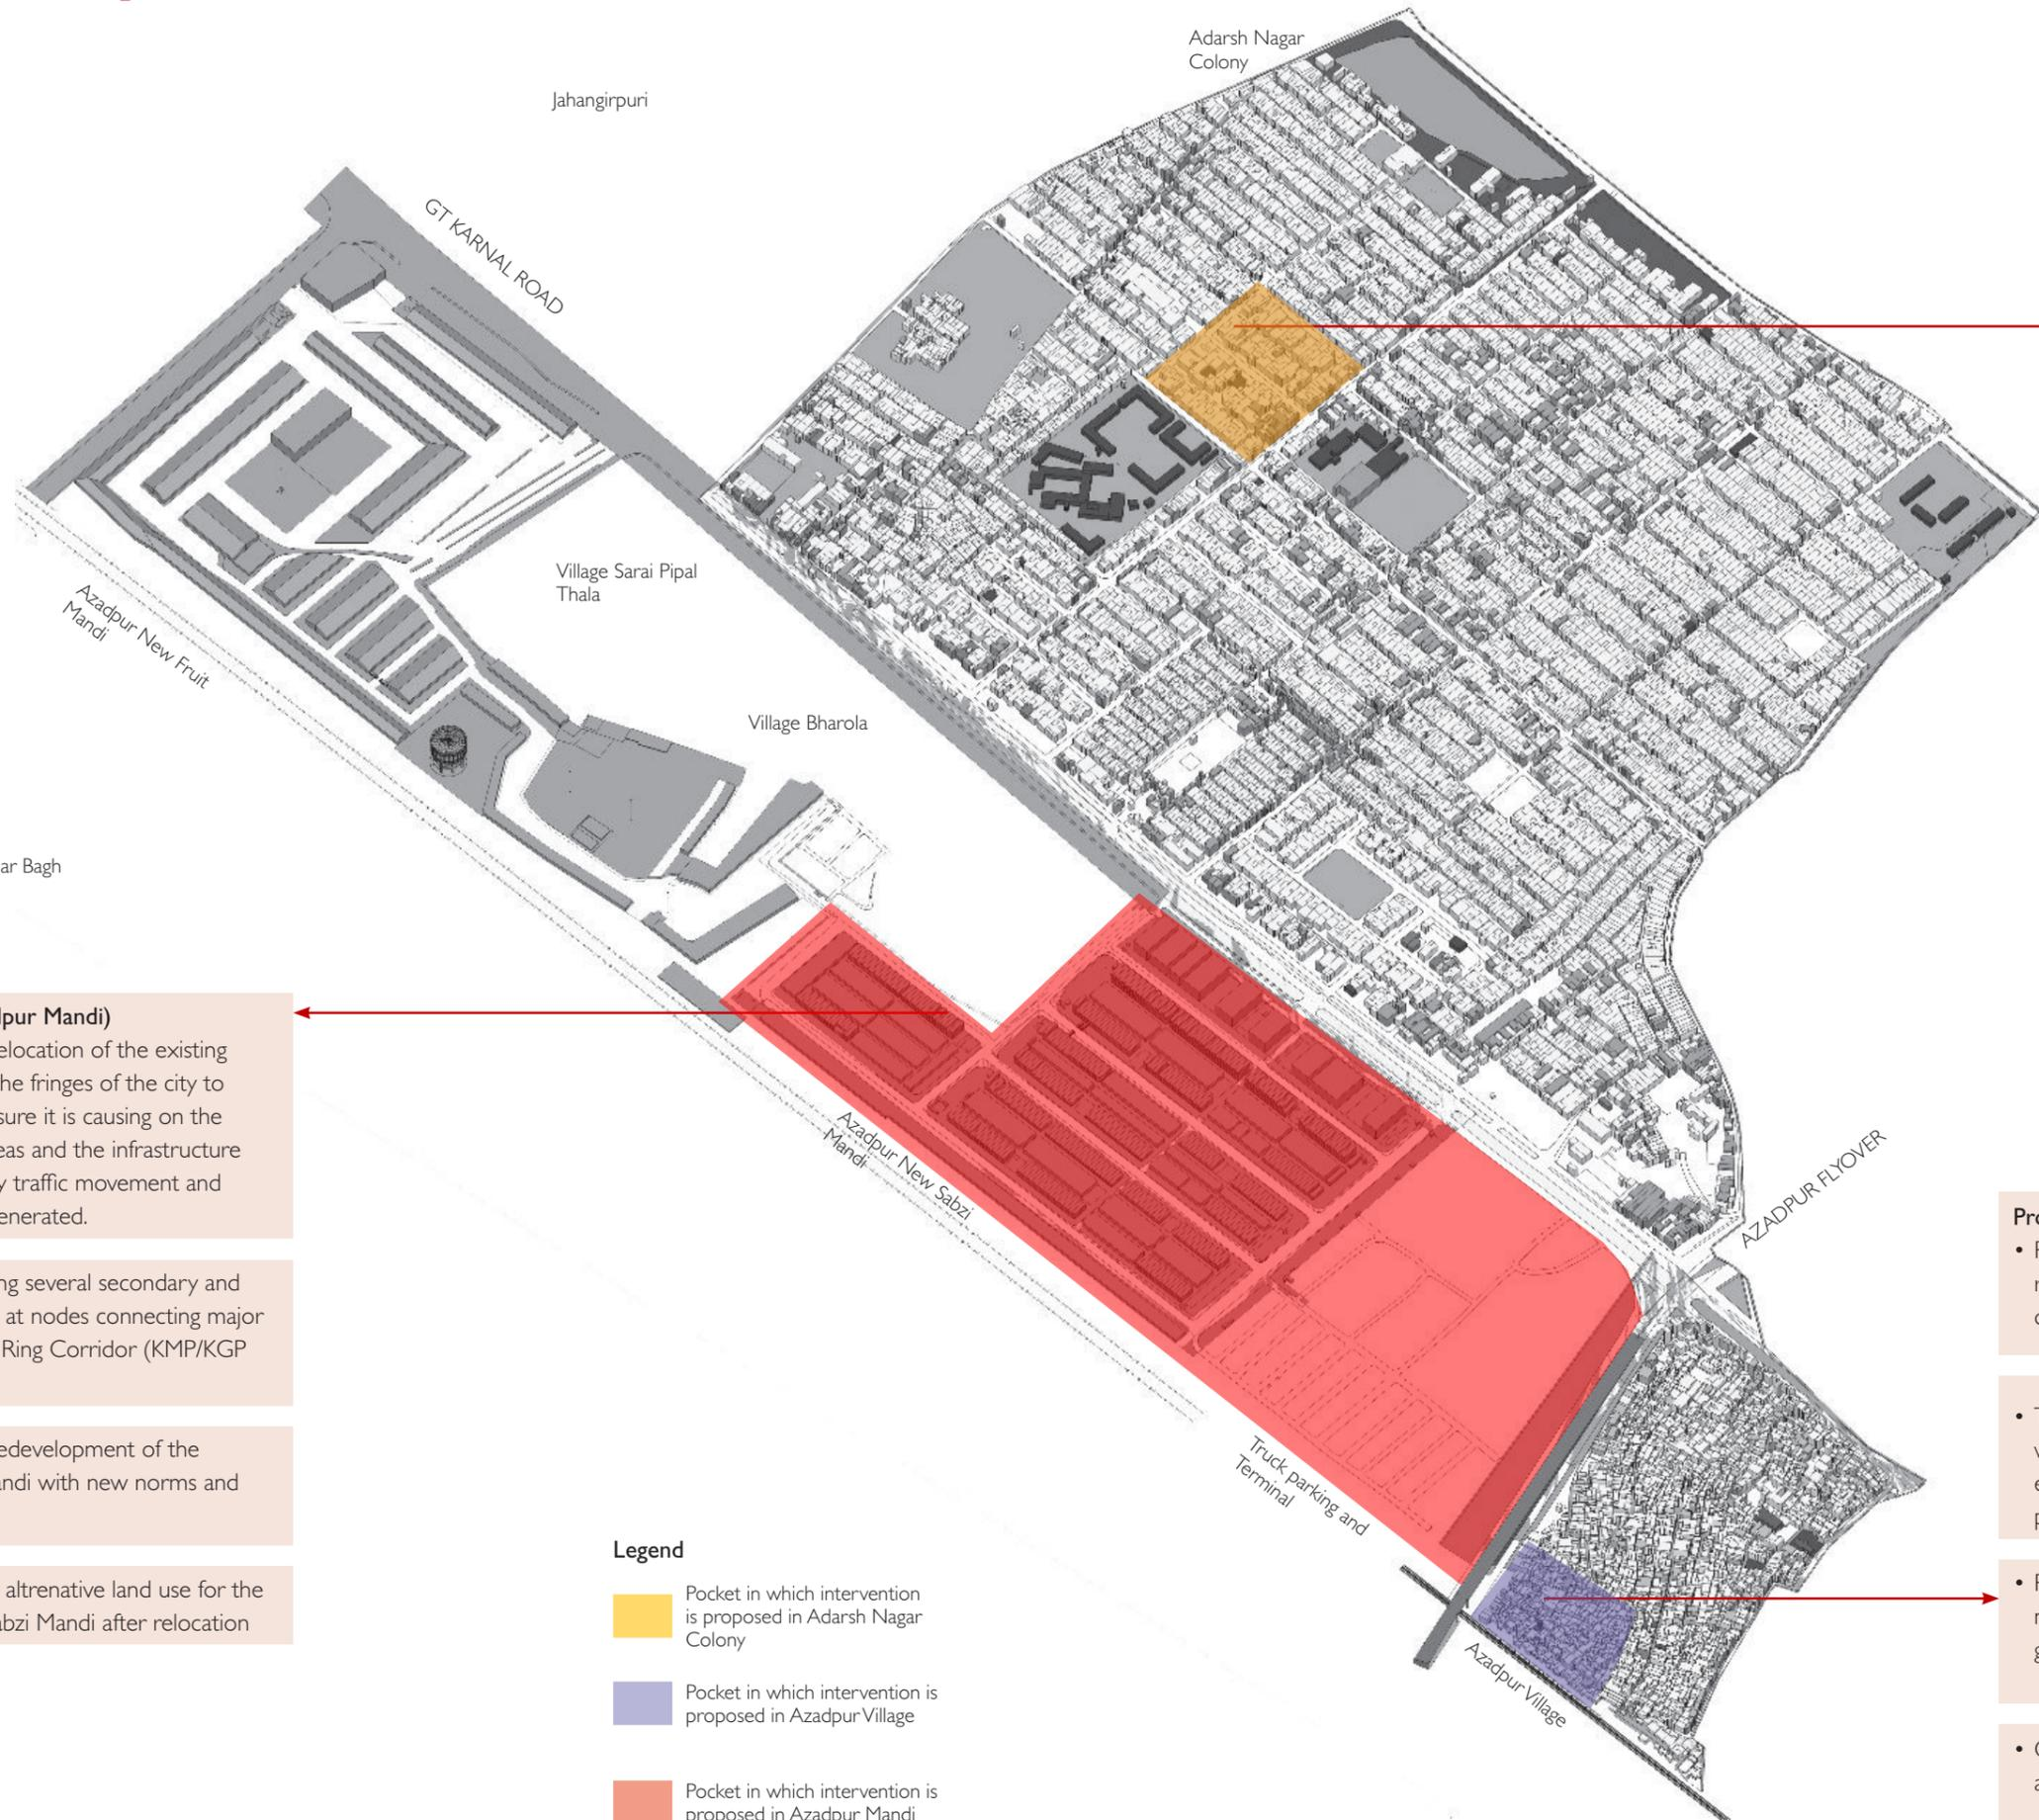 Adarsh Nagar
Colony
Jahangirpuri
GT KARNAL ROAD
Village Sarai Pipal
Thala
Azadpur New Fruit
Mandi
Village Bharola
ar Bagh
pur Mandi)
elocation of the existing
he fringes of the city to
sure it is causing on the
eas and the infrastructure
y traffic movement and
enerated.
ng several secondary and
at nodes connecting major
Ring Corridor (KMP/KGP
edevelopment of the
andi with new norms and
altrenative land use for the
abzi Mandi after relocation
Azadpur New Sabzi
Mandi
AZADPUR FLYOVER
Truck parking and
Terminal
Azadpur Village
Legend
Pocket in which intervention
is proposed in Adarsh Nagar
Colony
Pocket in which intervention is
proposed in Azadpur Village
Pocket in which intervention is
proposed in Azadpur Mandi
Pro